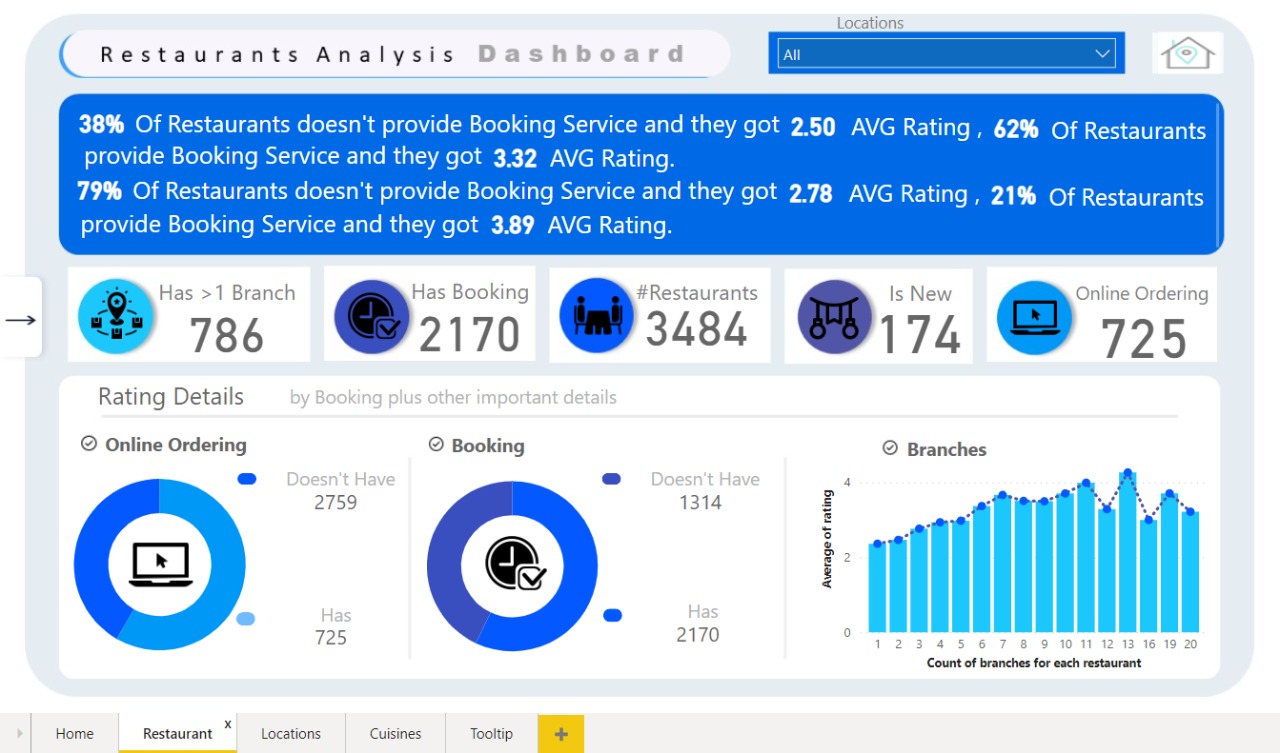 Locations
Restaurants Analysis Dashboard
All
38% Of Restaurants doesn't provide Booking Service and they got 2.50 AVG Rating , 62% Of Restaurants
provide Booking Service and they got 3.32 AVG Rating.
79% Of Restaurants doesn't provide Booking Service and they got 2.78 AVG Rating , 21% Of Restaurants
provide Booking Service and they got 3.89 AVG Rating.
Has >1 Branch
786
Has Booking
2170
#Restaurants
3484
Is New
174
Online Ordering
725
Rating Details
by Booking plus other important details
Online Ordering
Doesn't Have
2759
Has
725
Booking
Doesn't Have
1314
Has
2170
Branches
Average of rating
4
2
0
1 2 3 4 5 6 7 8 9 10 11 12 13 16 19 20
Count of branches for each restaurant
Home
Restaurant x
Locations
Cuisines
Tooltip
+